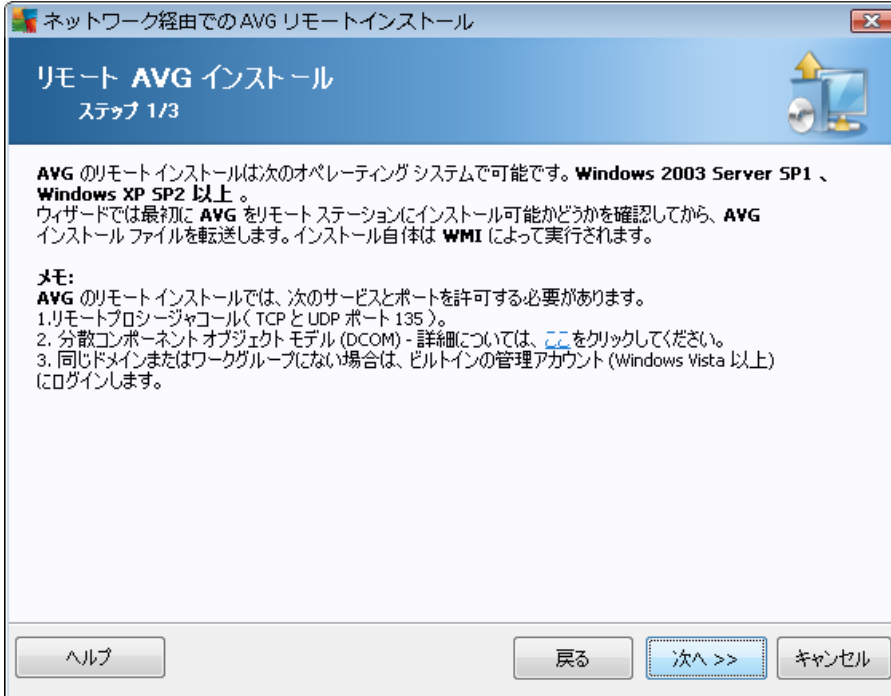 ネットワーク経由での AVG リモートインストール
リモート AVG インストール
ステップ 1/3
AVG のリモート インストールは次のオペレーティング システムで可能です。Windows 2003 Server SP1 、
Windows XP SP2 以上 。
ウィザードでは最初に AVG をリモート ステーションにインストール可能かどうかを確認してから、AVG
インストール ファイルを転送します。インストール自体は WMI によって実行されます。
メモ:
AVG のリモート インストールでは、次のサービスとポートを許可する必要があります。
1.リモートプロシージャコール( TCP と UDP ポート 135 )。
2. 分散コンポーネント オブジェクト モデル (DCOM) - 詳細については、ここをクリックしてください。
3. 同じドメインまたはワークグループにない場合は、ビルトインの管理アカウント (Windows Vista 以上)
にログインします。
ヘルプ
戻る
次へ >>
キャンセル